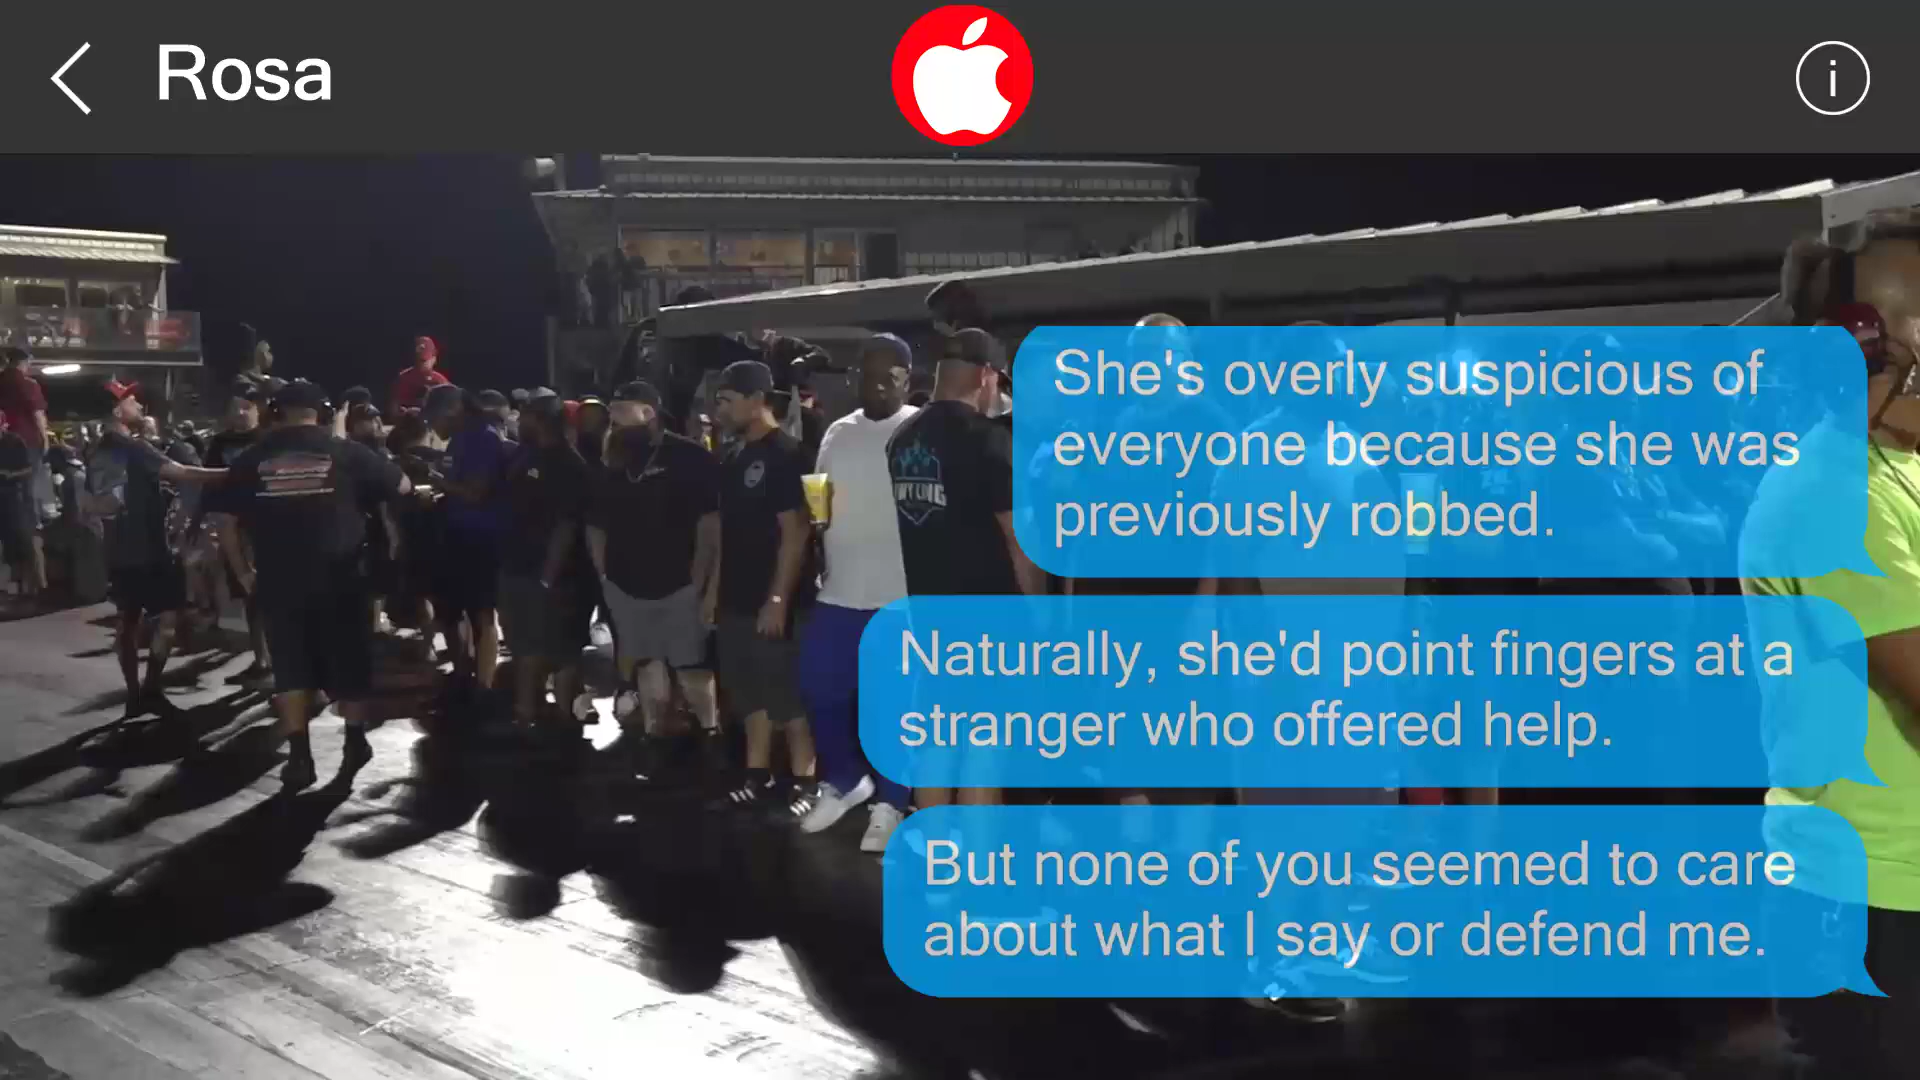 Rosa
i
She's overly suspicious of
everyone because she was
previously robbed.
Naturally, she'd point fingers at a
stranger who offered help.
But none of you seemed to care
about what I say or defend me.